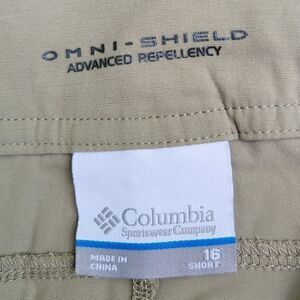 OMNI-SHIELD
ADVANCED REPELLENCY
Columbia
Sportswear Company
MADE IN
CHINA
16
SHORT